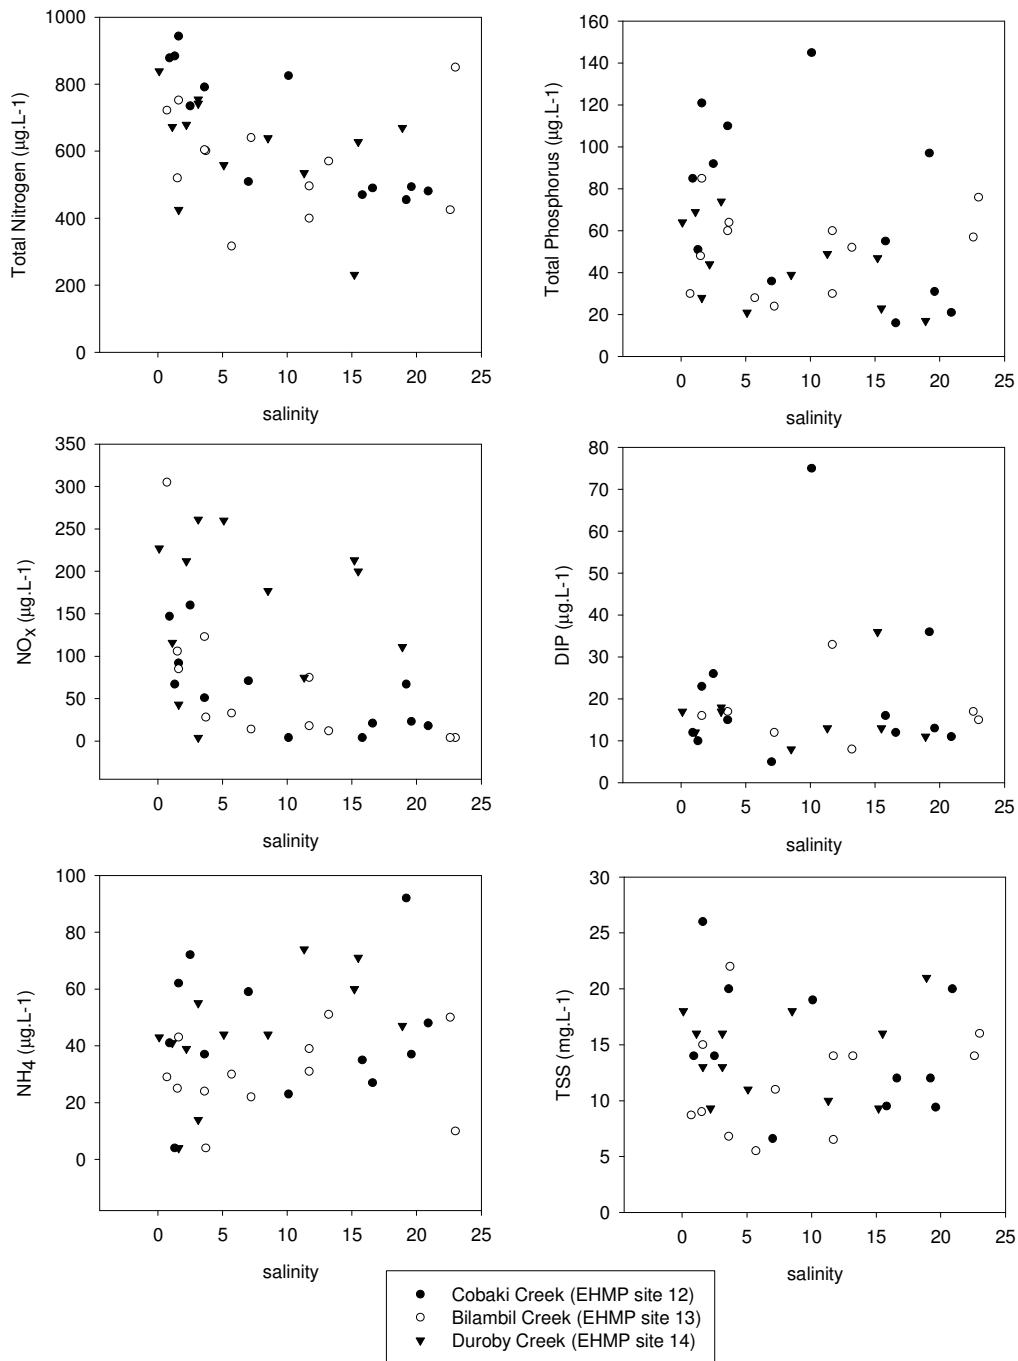 1000
800
600
400
200
0
Total Nitrogen (µg.L-1)
0 5 10 15 20 25
salinity
160
140
120
100
80
60
40
20
0
Total Phosphorus (µg.L-1)
0 5 10 15 20 25
salinity
350
300
250
200
150
100
50
0
NOX (µg.L-1)
0 5 10 15 20 25
salinity
80
70
60
50
40
30
20
10
0
DIP (µg.L-1)
0 5 10 15 20 25
salinity
100
80
60
40
20
0
NH4 (µg.L-1)
0 5 10 15 20 25
salinity
30
25
20
15
10
5
0
TSS (mg.L-1)
0 5 10 15 20 25
salinity
Cobaki Creek (EHMP site 12)
Bilambil Creek (EHMP site 13)
Duroby Creek (EHMP site 14)